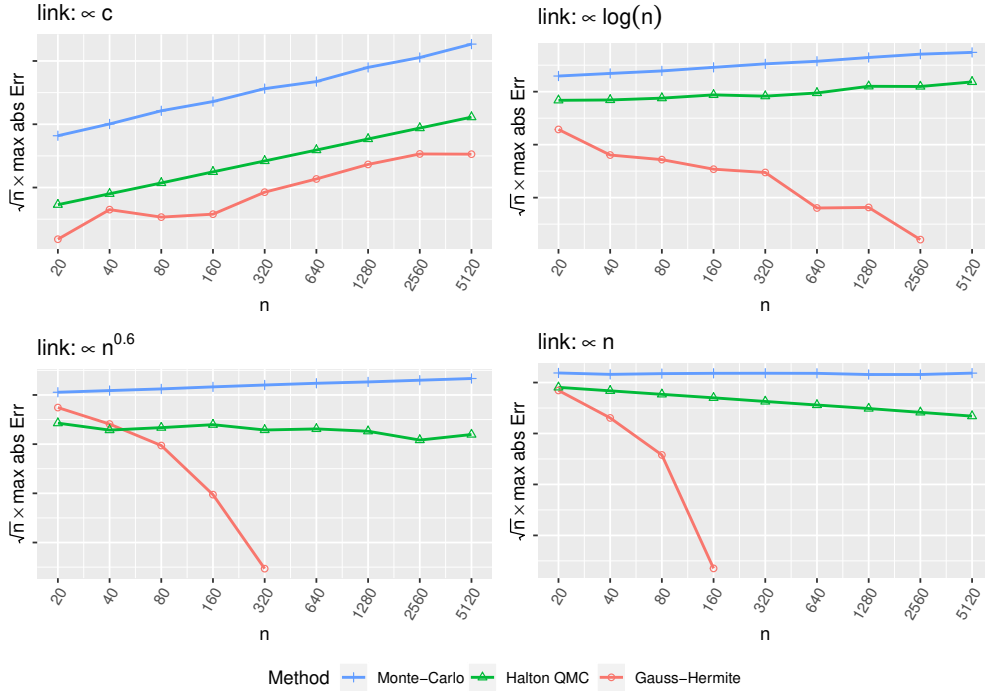 link: ∝ c
√n × max abs Err
20 40 80 160 320 640 1280 2560 5120
n
link: ∝ log(n)
√n × max abs Err
20 40 80 160 320 640 1280 2560 5120
n
link: ∝ n^0.6
√n × max abs Err
20 40 80 160 320 640 1280 2560 5120
n
link: ∝ n
√n × max abs Err
20 40 80 160 320 640 1280 2560 5120
n
Method Monte−Carlo Halton QMC Gauss−Hermite